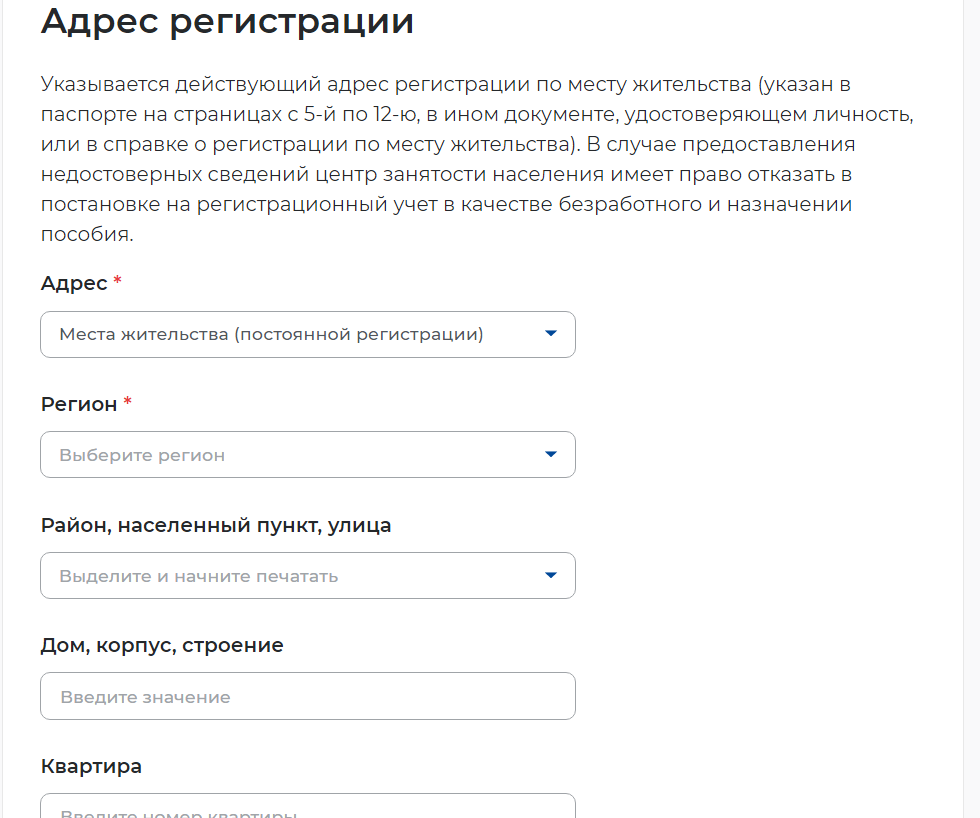 Адрес регистрации
Указывается действующий адрес регистрации по месту жительства (указан в
паспорте на страницах с 5-й по 12-ю, в ином документе, удостоверяющем личность,
или в справке о регистрации по месту жительства). В случае предоставления
недостоверных сведений центр занятости населения имеет право отказать в
постановке на регистрационный учет в качестве безработного и назначении
пособия.
Адрес *
Места жительства (постоянной регистрации)
Регион *
Выберите регион
Район, населенный пункт, улица
Выделите и начните печатать
Дом, корпус, строение
Введите значение
Квартира
Введите номер квартиры